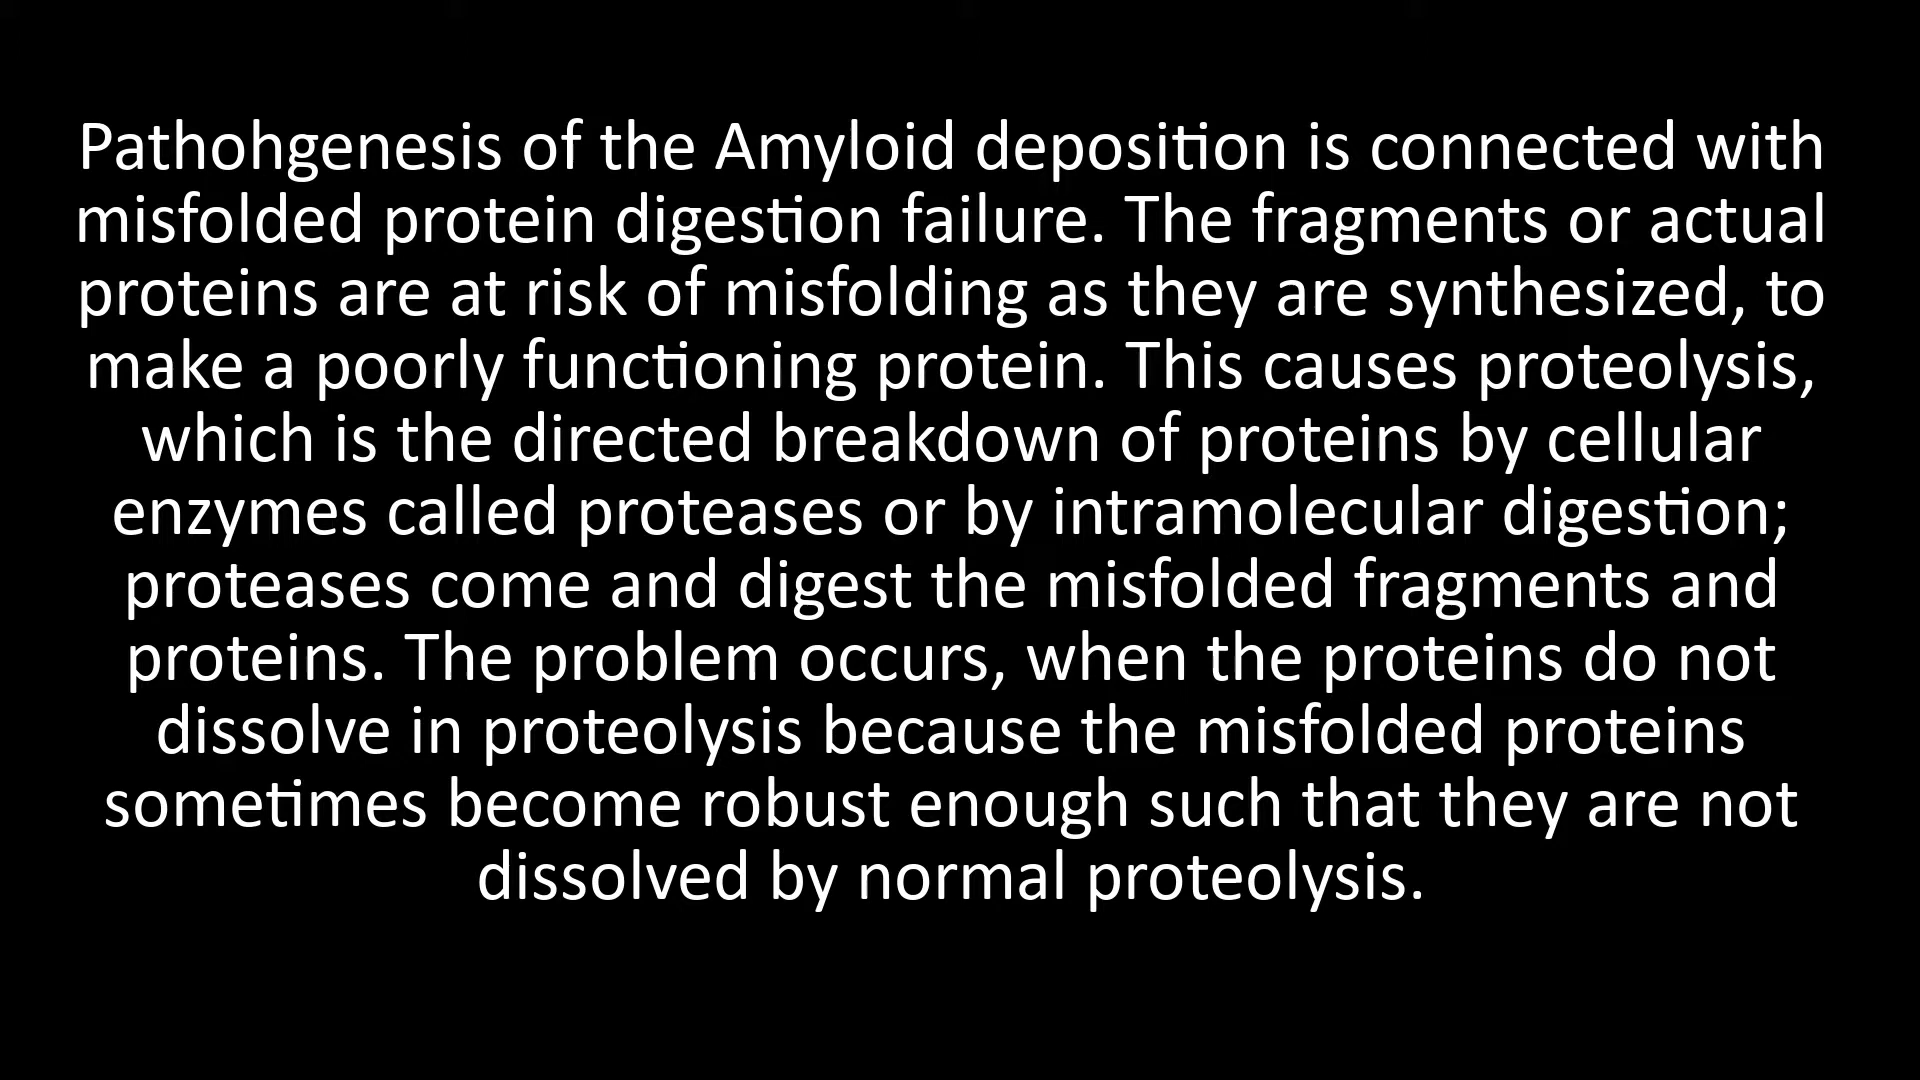 Pathohgenesis of the Amyloid deposition is connected with
misfolded protein digestion failure. The fragments or actual
proteins are at risk of misfolding as they are synthesized, to
make a poorly functioning protein. This causes proteolysis,
which is the directed breakdown of proteins by cellular
enzymes called proteases or by intramolecular digestion;
proteases come and digest the misfolded fragments and
proteins. The problem occurs, when the proteins do not
dissolve in proteolysis because the misfolded proteins
sometimes become robust enough such that they are not
dissolved by normal proteolysis.